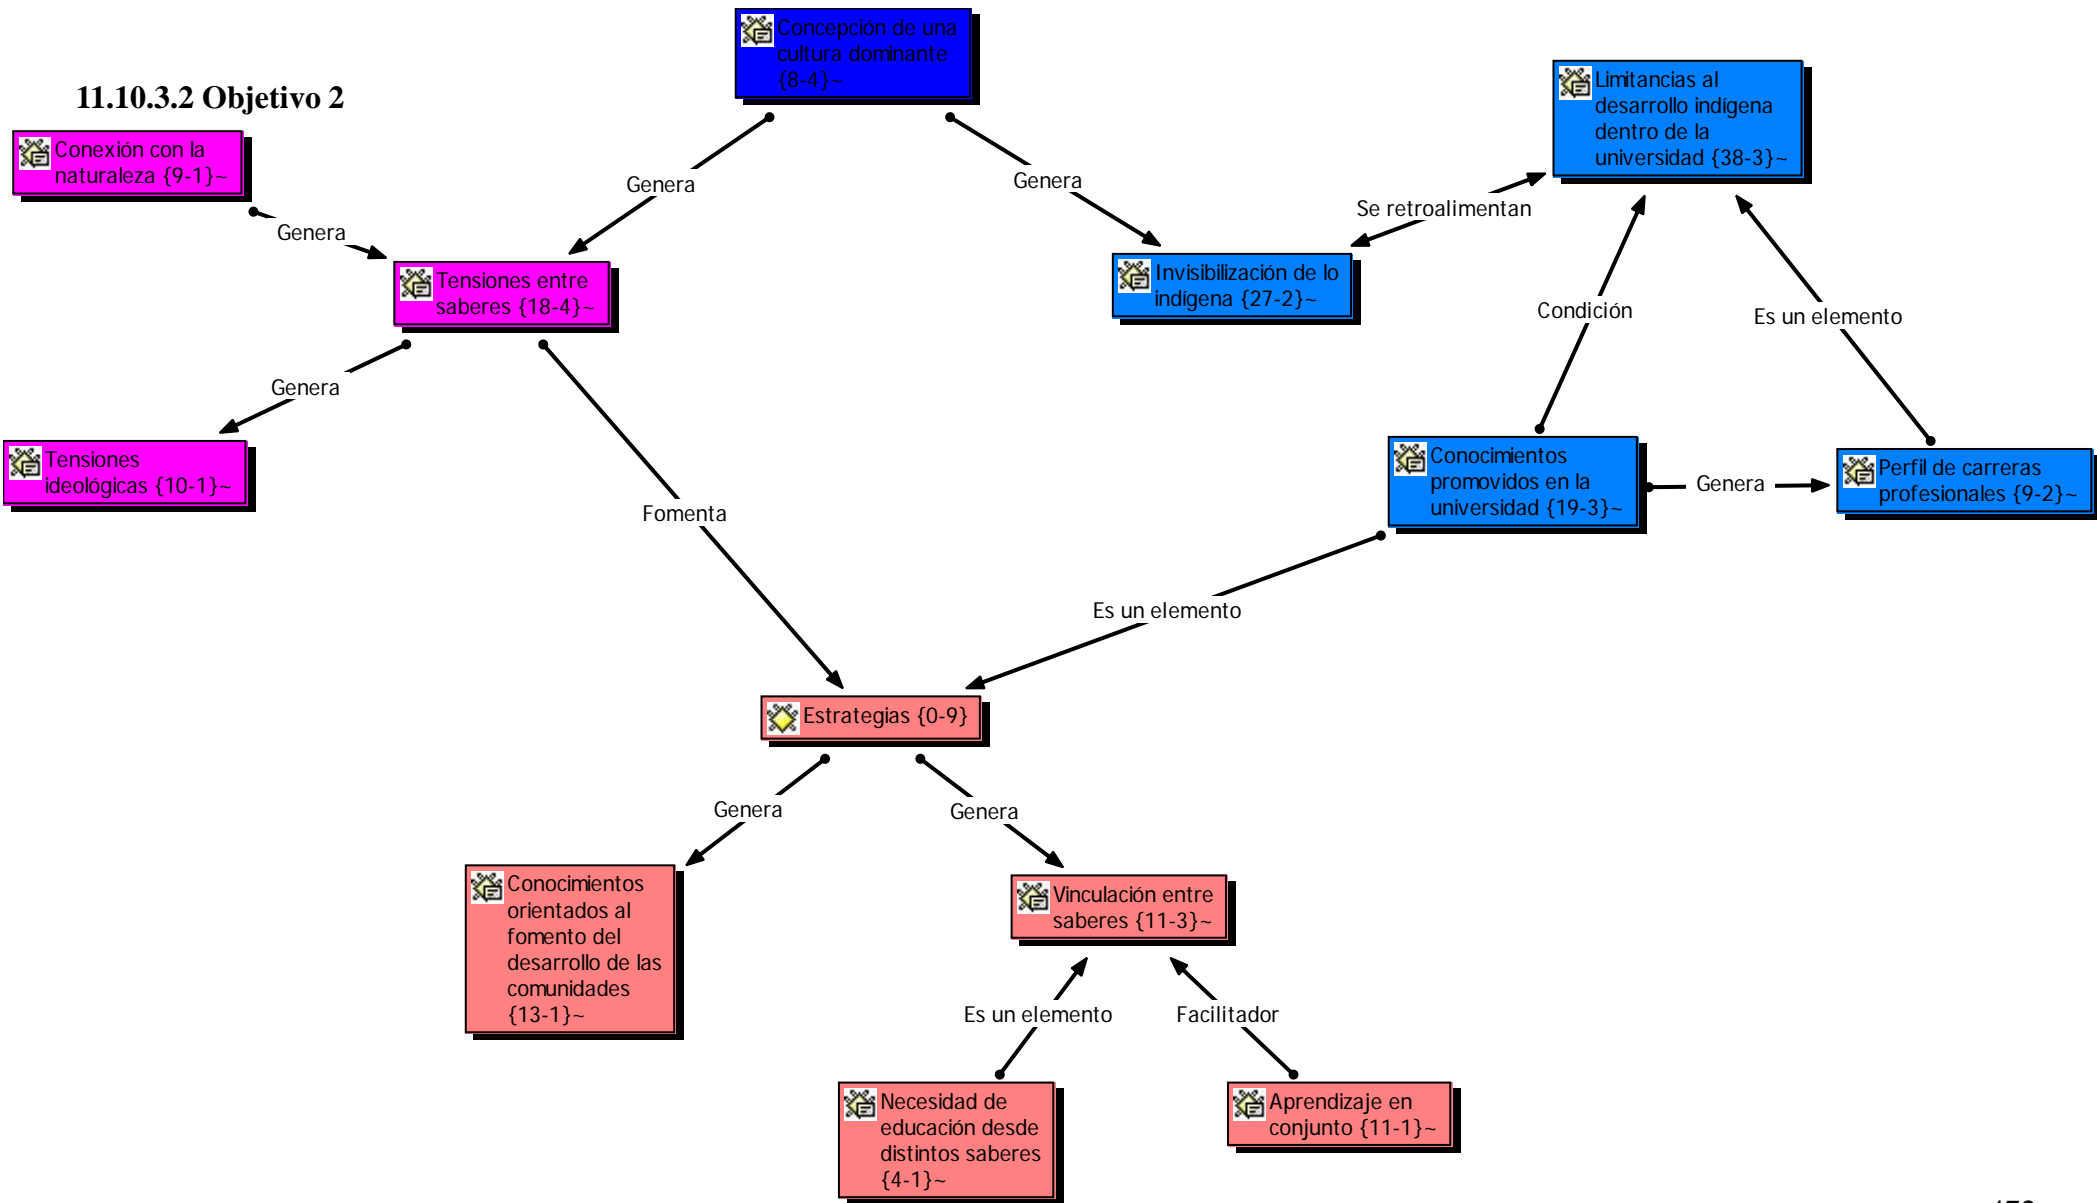 Concepción de una
cultura dominante
{8-4}~
11.10.3.2 Objetivo 2
Limitancias al
desarrollo indígena
dentro de la
universidad {38-3}~
Conexión con la
naturaleza {9-1}~
Genera
Genera
Genera
Se retroalimentan
Tensiones entre
saberes {18-4}~
Invisibilización de lo
indígena {27-2}~
Condición
Es un elemento
Genera
Tensiones
ideológicas {10-1}~
Fomenta
Conocimientos
promovidos en la
universidad {19-3}~
Genera
Perfil de carreras
profesionales {9-2}~
Es un elemento
Estrategias {0-9}
Genera
Genera
Conocimientos
orientados al
fomento del
desarrollo de las
comunidades
{13-1}~
Vinculación entre
saberes {11-3}~
Es un elemento
Facilitador
Necesidad de
educación desde
distintos saberes
{4-1}~
Aprendizaje en
conjunto {11-1}~